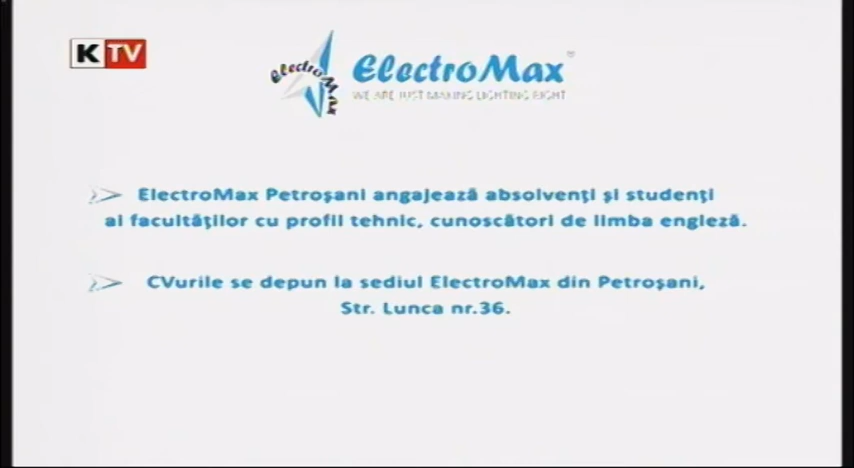 K TV
ElectroMax
ElectroMax®
WE ARE JUST MAKING LIGHTING RIGHT
ElectroMax Petroşani angajează absolvenţi şi studenţi
ai facultăţilor cu profil tehnic, cunoscători de limba engleză.
CVurile se depun la sediul ElectroMax din Petroşani,
Str. Lunca nr.36.